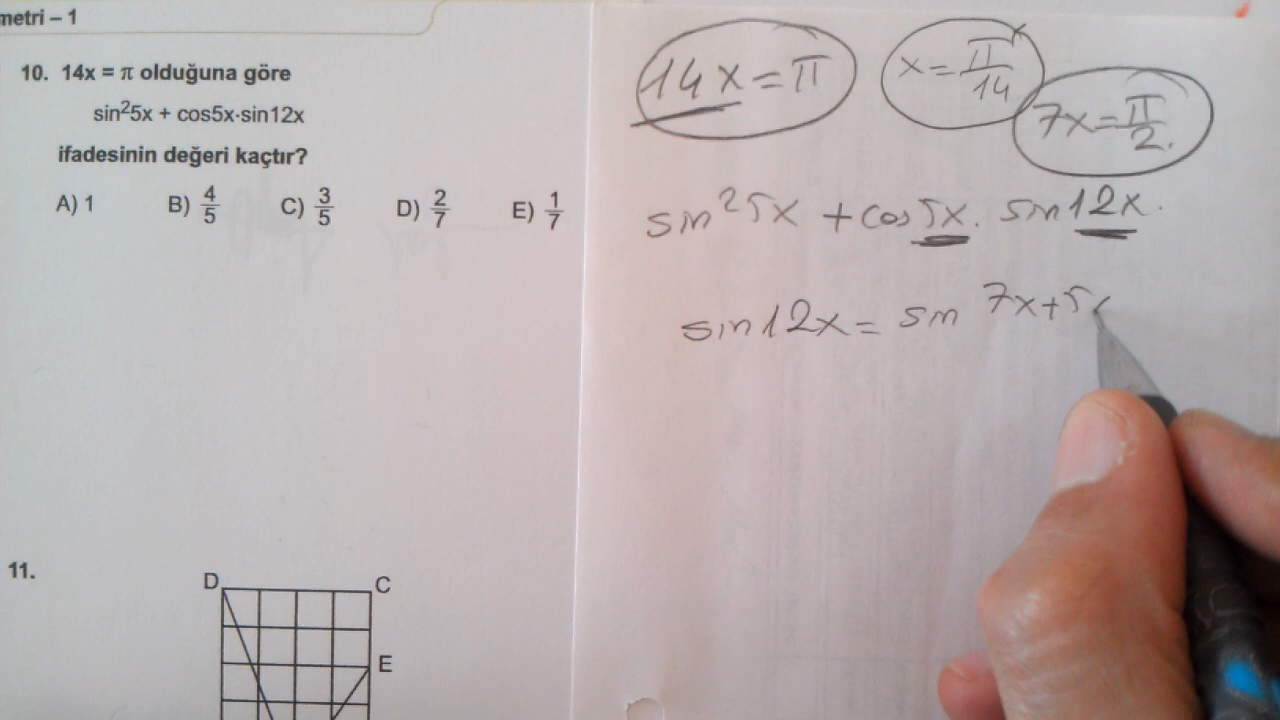 metri – 1
10. 14x = π olduğuna göre
sin²5x + cos5x·sin12x
ifadesinin değeri kaçtır?
A) 1 B) 4/5 C) 3/5 D) 2/7 E) 1/7
11.
D C
E
14x = π x = π/14
7x = π/2.
sin²5x + cos5x. sin12x.
sin12x = sin 7x+5x